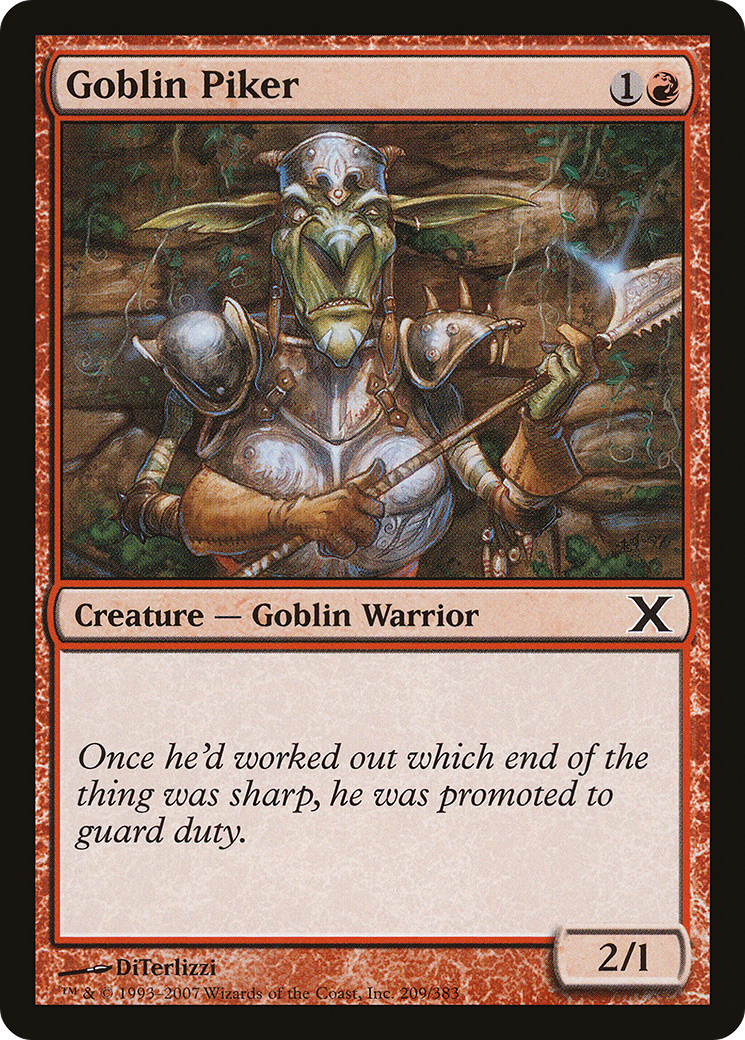 Goblin Piker 1
Creature — Goblin Warrior X
Once he’d worked out which end of the
thing was sharp, he was promoted to
guard duty.
2/1
DiTerlizzi
™ & © 1993–2007 Wizards of the Coast, Inc. 209/383